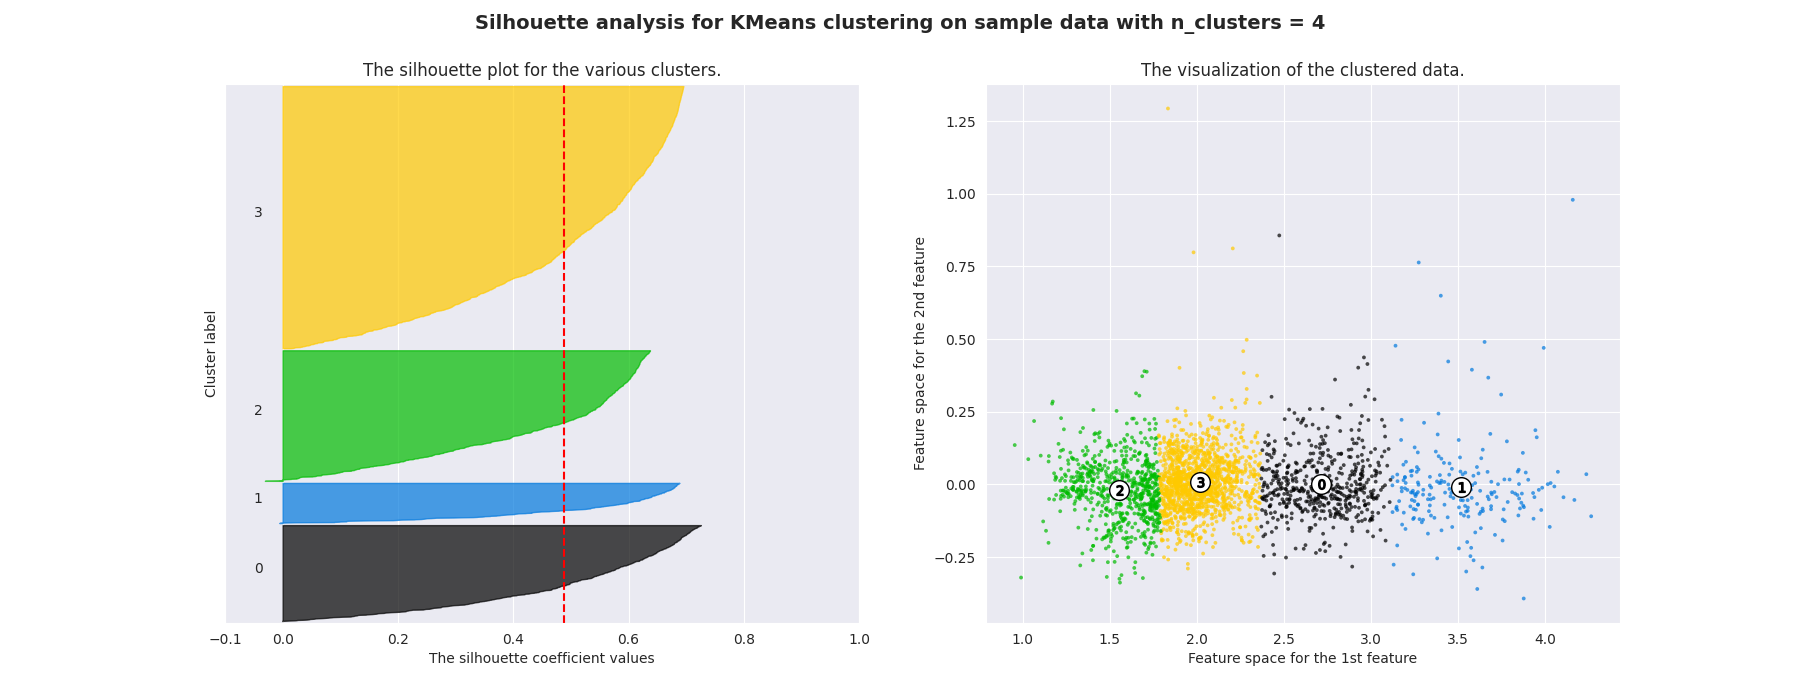 Silhouette analysis for KMeans clustering on sample data with n_clusters = 4
The silhouette plot for the various clusters.
Cluster label
3
2
1
0
−0.1 0.0 0.2 0.4 0.6 0.8 1.0
The silhouette coefficient values
The visualization of the clustered data.
Feature space for the 2nd feature
1.25
1.00
0.75
0.50
0.25
0.00
−0.25
2 3 0 1
1.0 1.5 2.0 2.5 3.0 3.5 4.0
Feature space for the 1st feature